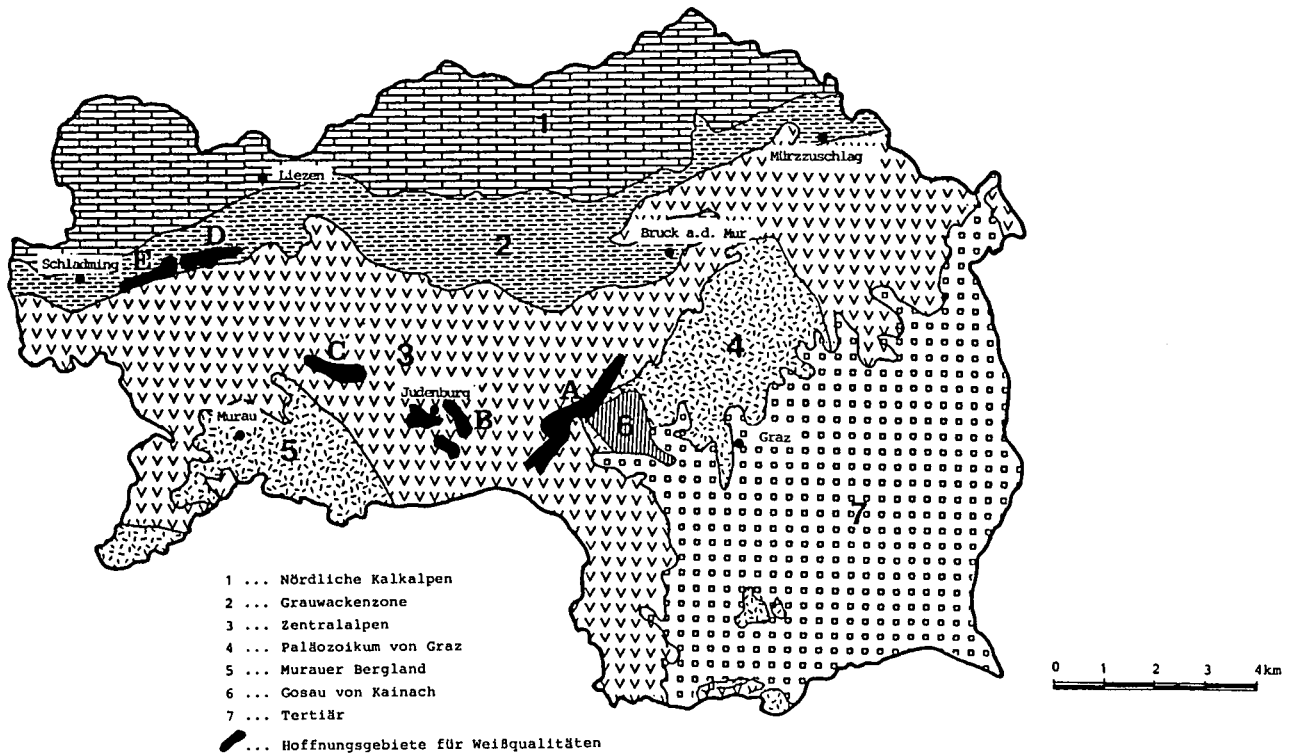 1
Mürzzuschlag
Liezen
2
Bruck a.d. Mur
D
E
Schladming
C
3
4
Judenburg
A
B
Murau
6
5
Graz
7
1 ... Nördliche Kalkalpen
2 ... Grauwackenzone
3 ... Zentralalpen
4 ... Paläozoikum von Graz
5 ... Murauer Bergland
6 ... Gosau von Kainach
7 ... Tertiär
... Hoffnungsgebiete für Weißqualitäten
0 1 2 3 4km